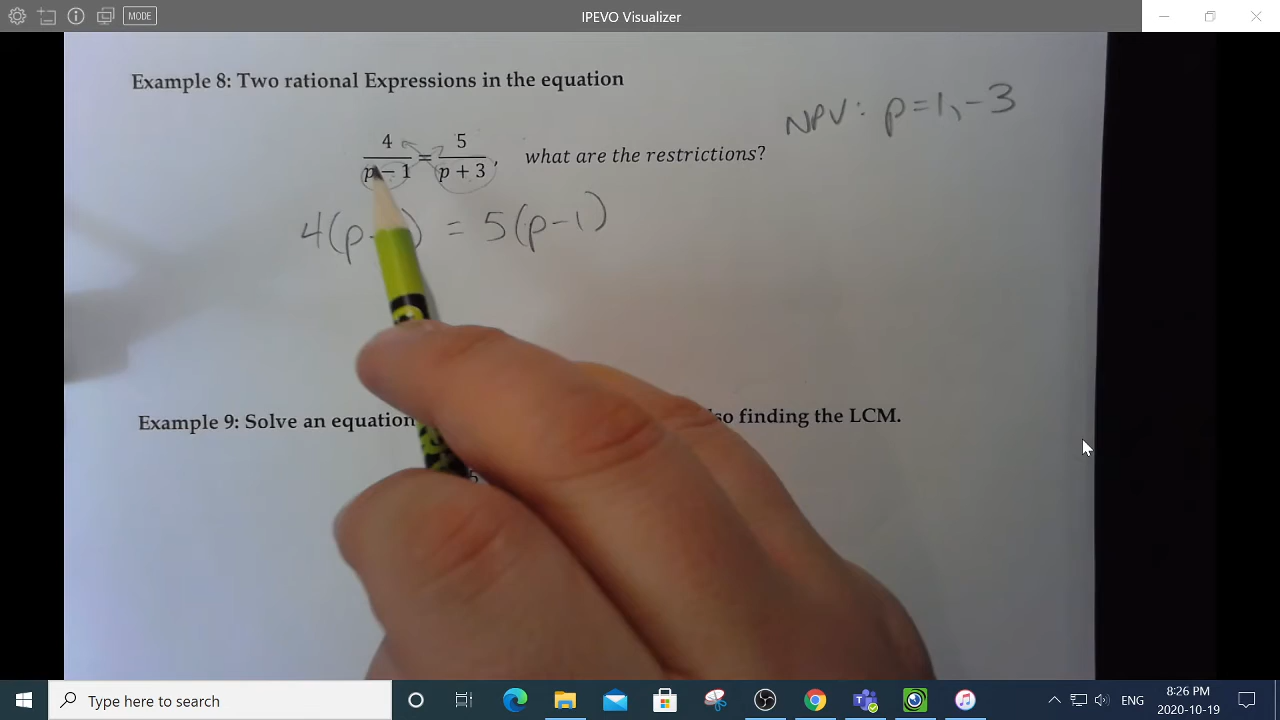 IPEVO Visualizer
MODE
Example 8: Two rational Expressions in the equation
NPV: p=1, -3
4/(p − 1) = 5/(p + 3), what are the restrictions?
4(p- ) = 5(p-1)
Example 9: Solve an equation so finding the LCM.
5
Type here to search
ENG
8:26 PM
2020-10-19